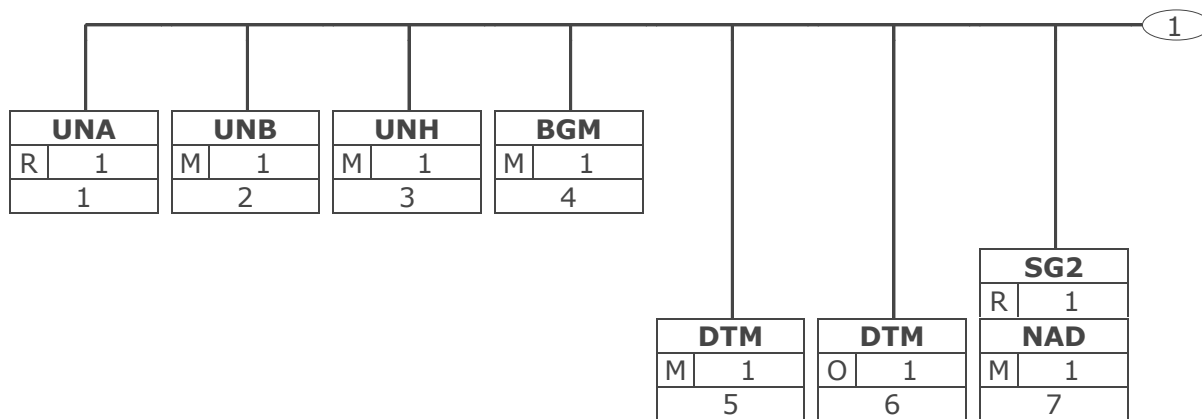 1
UNA UNB UNH BGM
R 1 M 1 M 1 M 1
1 2 3 4
SG2
R 1
DTM DTM NAD
M 1 O 1 M 1
5 6 7